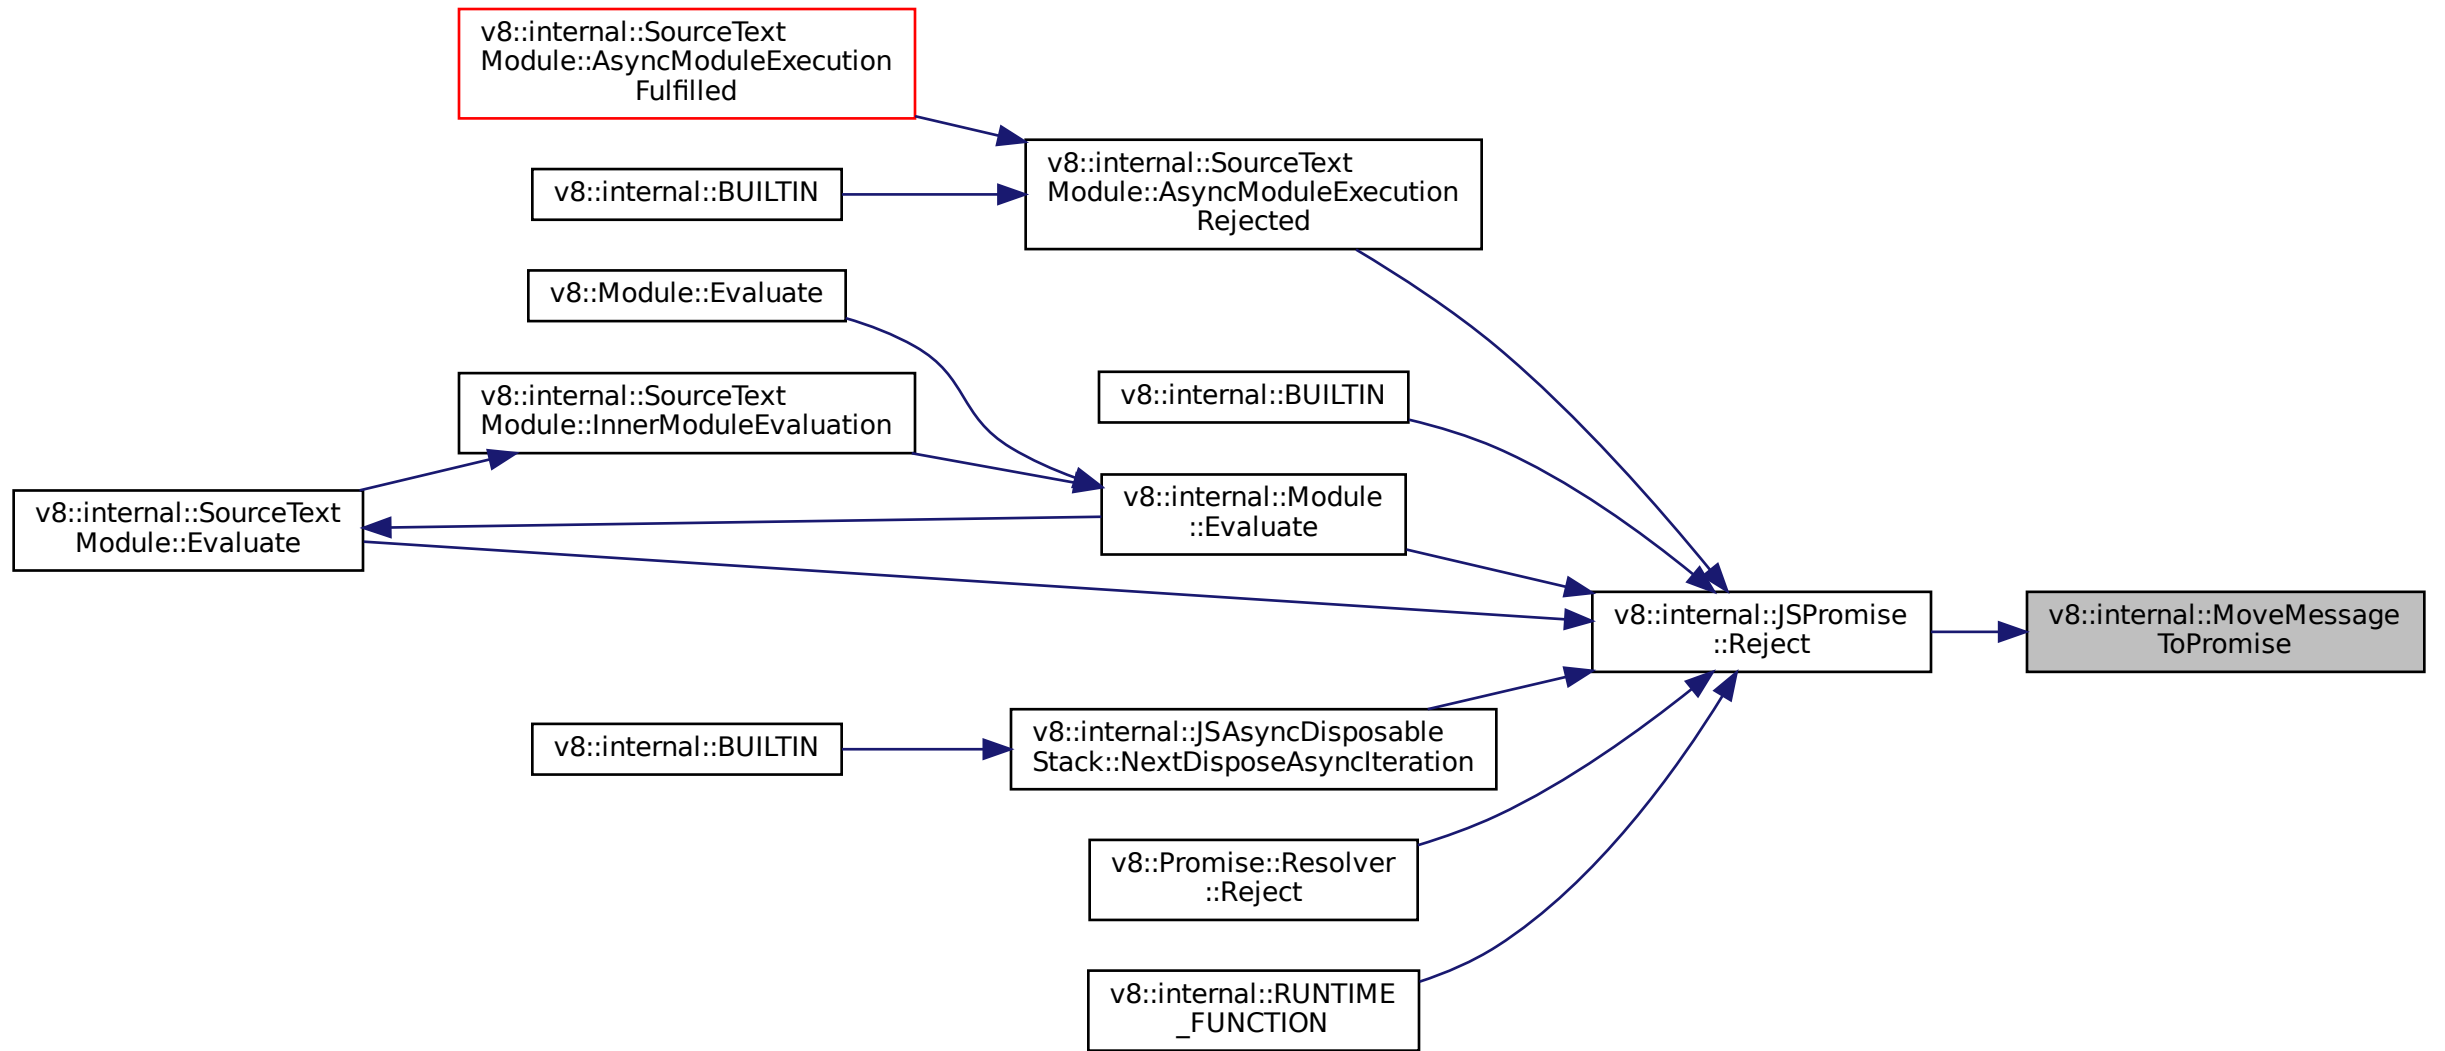 v8::internal::SourceText
Module::AsyncModuleExecution
Fulfilled
v8::internal::SourceText
Module::AsyncModuleExecution
Rejected
v8::internal::BUILTIN
v8::Module::Evaluate
v8::internal::SourceText
Module::InnerModuleEvaluation
v8::internal::BUILTIN
v8::internal::SourceText
Module::Evaluate
v8::internal::Module
::Evaluate
v8::internal::JSPromise
::Reject
v8::internal::MoveMessage
ToPromise
v8::internal::BUILTIN
v8::internal::JSAsyncDisposable
Stack::NextDisposeAsyncIteration
v8::Promise::Resolver
::Reject
v8::internal::RUNTIME
_FUNCTION